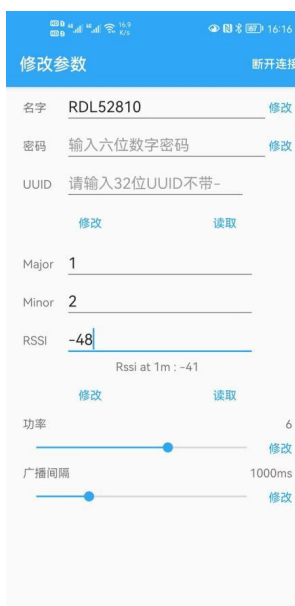 16.9 K/s 16:16
修改参数 断开连接
名字 RDL52810 修改
密码 输入六位数字密码 修改
UUID 请输入32位UUID不带-
修改 读取
Major 1
Minor 2
RSSI -48
Rssi at 1m : -41
修改 读取
功率 6
修改
广播间隔 1000ms
修改